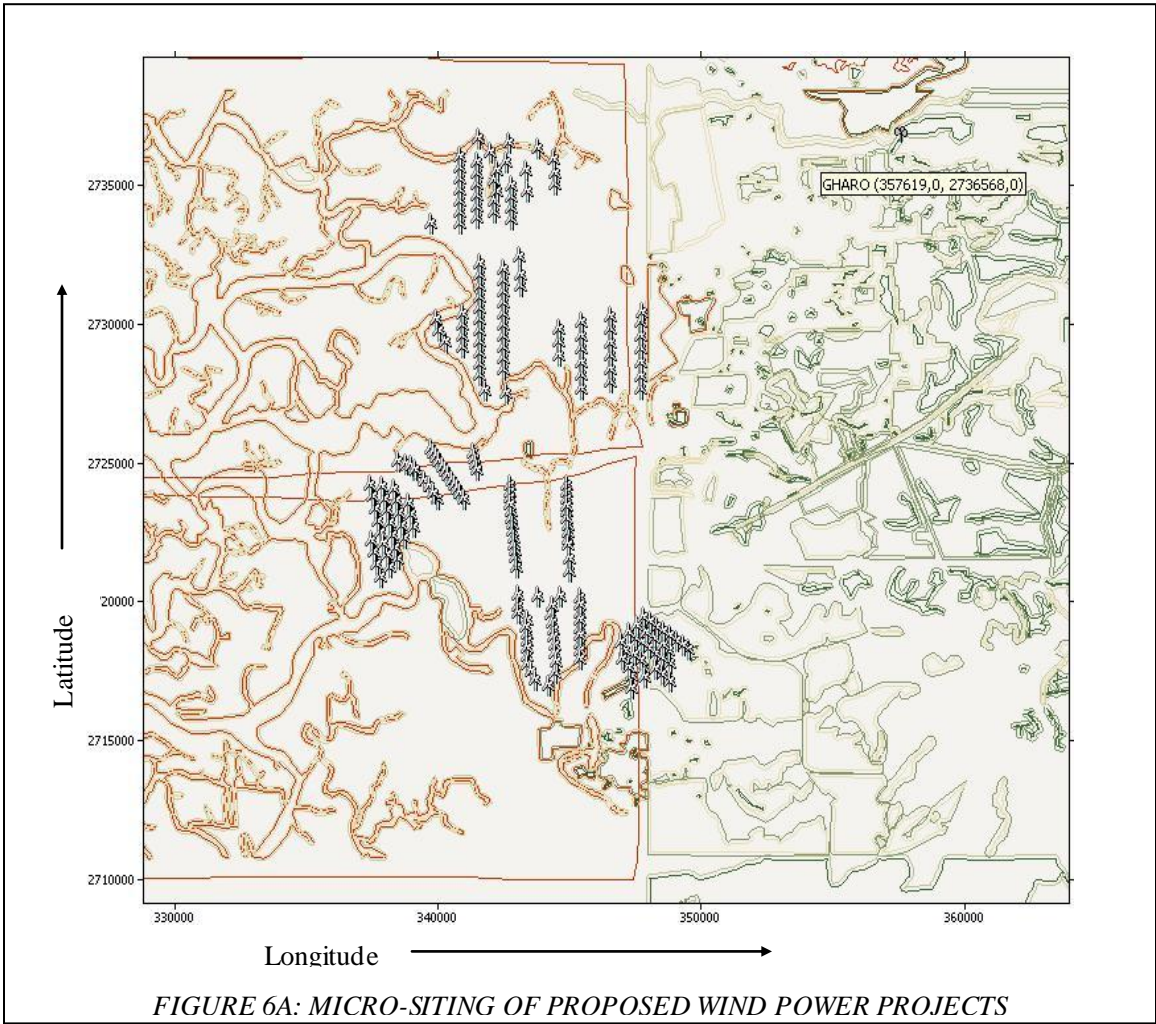 2735000
GHARO (357619,0, 2736568,0)
2730000
2725000
20000
2715000
2710000
Latitude
330000 340000 350000 360000
Longitude
FIGURE 6A: MICRO-SITING OF PROPOSED WIND POWER PROJECTS